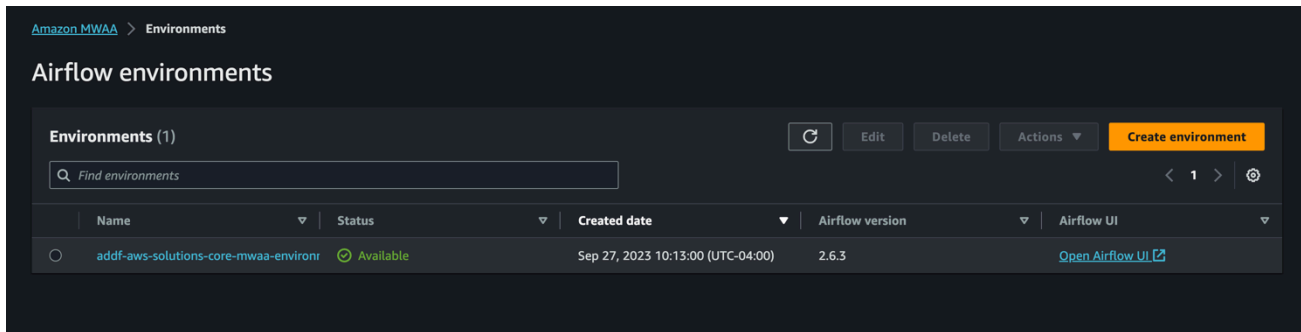 Amazon MWAA > Environments
Airflow environments
Environments (1)
Edit
Delete
Actions
Create environment
Find environments
< 1 >
Name Status Created date Airflow version Airflow UI
addf-aws-solutions-core-mwaa-environr Available Sep 27, 2023 10:13:00 (UTC-04:00) 2.6.3 Open Airflow UI